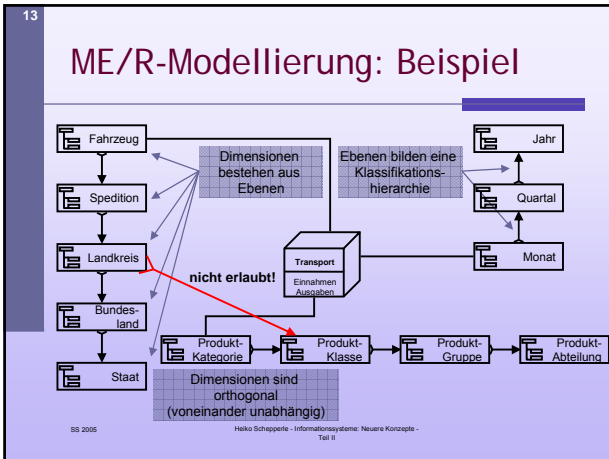 13
ME/R-Modellierung: Beispiel
Fahrzeug
Spedition
Landkreis
Bundes-
land
Staat
Dimensionen
bestehen aus
Ebenen
Ebenen bilden eine
Klassifikations-
hierarchie
Jahr
Quartal
Monat
nicht erlaubt!
Transport
Einnahmen
Ausgaben
Produkt-
Kategorie
Produkt-
Klasse
Produkt-
Gruppe
Produkt-
Abteilung
Dimensionen sind
orthogonal
(voneinander unabhängig)
SS 2005
Heiko Schepperle - Informationssysteme: Neuere Konzepte -
Teil II